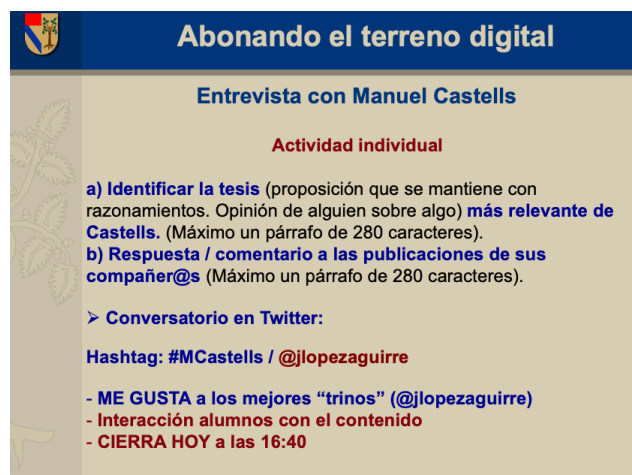 Abonando el terreno digital
Entrevista con Manuel Castells
Actividad individual
a) Identificar la tesis (proposición que se mantiene con
razonamientos. Opinión de alguien sobre algo) más relevante de
Castells. (Máximo un párrafo de 280 caracteres).
b) Respuesta / comentario a las publicaciones de sus
compañer@s (Máximo un párrafo de 280 caracteres).
➢ Conversatorio en Twitter:
Hashtag: #MCastells / @jlopezaguirre
- ME GUSTA a los mejores “trinos” (@jlopezaguirre)
- Interacción alumnos con el contenido
- CIERRA HOY a las 16:40